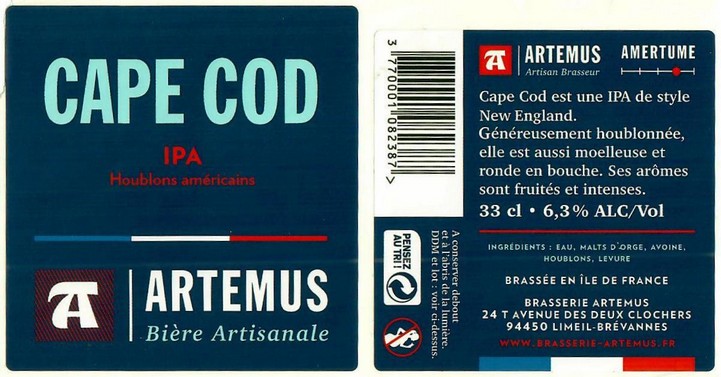 CAPE COD
IPA
Houblons américains
A
ARTEMUS
Bière Artisanale
3 770001 082387 >
A
ARTEMUS
Artisan Brasseur
AMERTUME
Cape Cod est une IPA de style
New England.
Généreusement houblonnée,
elle est aussi moelleuse et
ronde en bouche. Ses arômes
sont fruités et intenses.
33 cl • 6,3% ALC/Vol
INGRÉDIENTS : EAU, MALTS D'ORGE, AVOINE,
HOUBLONS, LEVURE
BRASSÉE EN ÎLE DE FRANCE
BRASSERIE ARTEMUS
24 T AVENUE DES DEUX CLOCHERS
94450 LIMEIL-BRÉVANNES
WWW.BRASSERIE-ARTEMUS.FR
PENSEZ
AU TRI !
A conserver debout
et à l'abris de la lumière.
DDM et lot : voir ci-dessus.